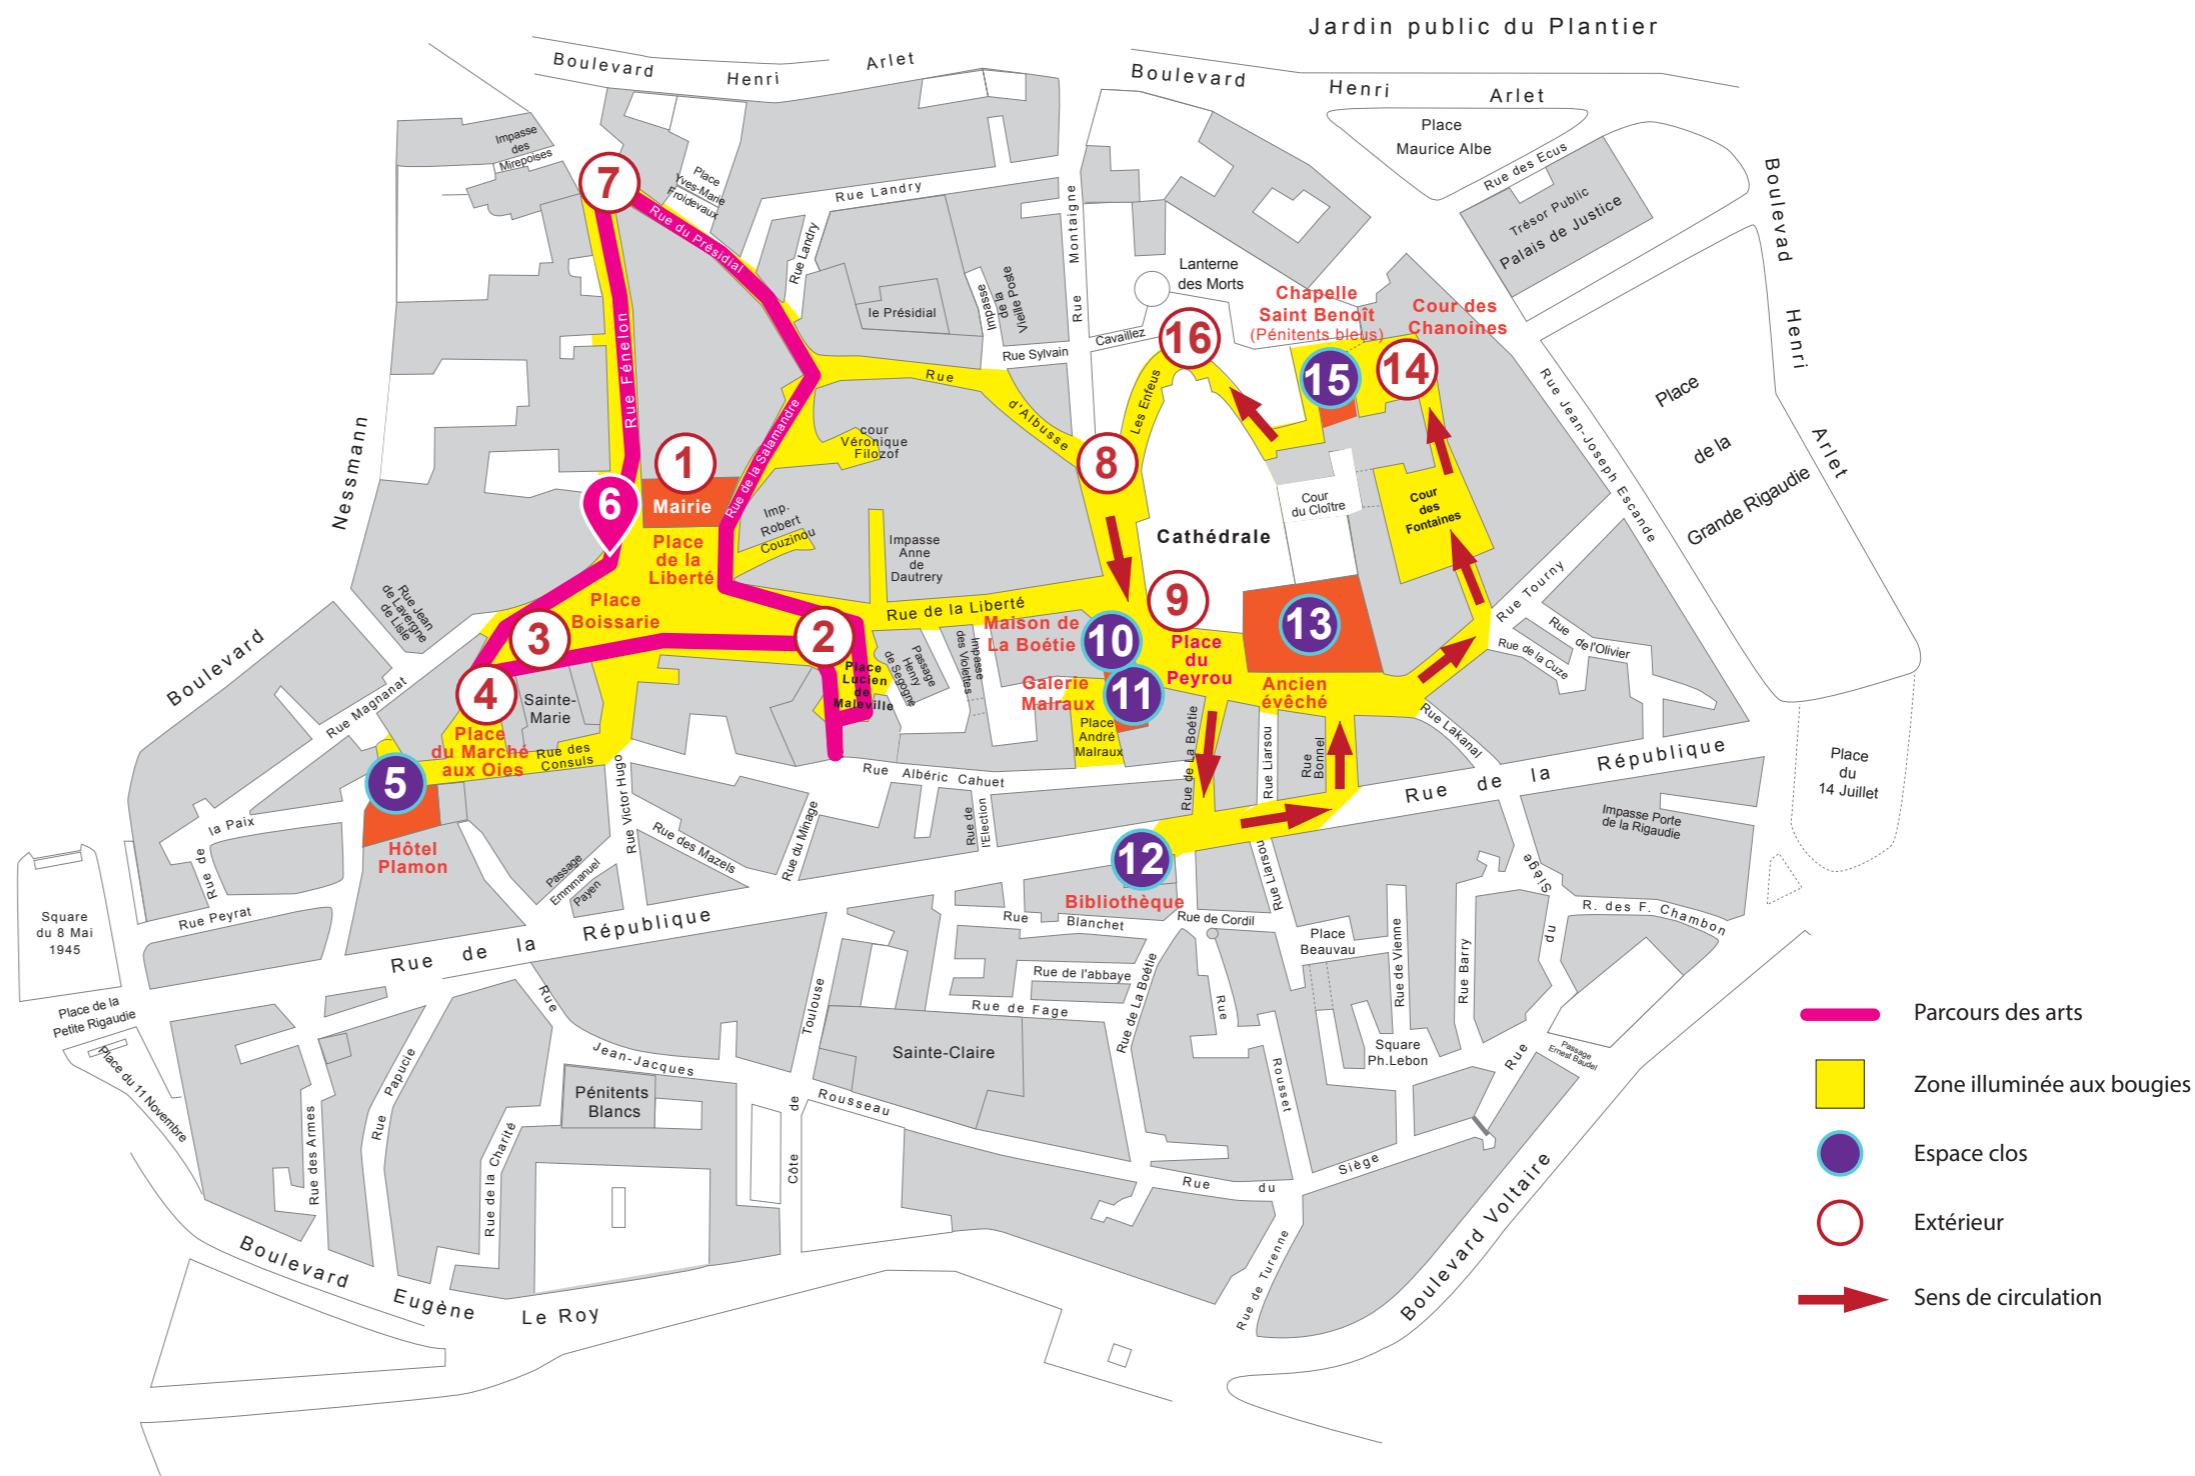 Jardin public du Plantier
Boulevard Henri Arlet
Boulevard Henri Arlet
Place
Maurice Albe
Rue des Ecus
Trésor Public
Palais de Justice
Boulevad Henri Arlet
Impasse
des
Mirepoises
7
Place
Yves-Marie
Froidevaux
Rue du Présidial
Rue Landry
Rue Landry
le Présidial
Impasse
de la
Vieille Poste
Rue Montaigne
Rue Sylvain
Cavaillez
Lanterne
des Morts
16
Chapelle
Saint Benoît
(Pénitents bleus)
15
Cour des
Chanoines
14
Rue Jean-Joseph Escande
Place
de la
Grande Rigaudie
Rue Fénelon
Rue de la Salamandre
Rue d'Albusse
Les Enfeus
8
cour
Véronique
Filozof
1
Mairie
6
Place
de la
Liberté
Imp.
Robert
Couzinou
Impasse
Anne
de
Dautrery
Cathédrale
Cour
du Cloître
Cour
des
Fontaines
Boulevard Nessmann
Rue Jean
de Lavergne
de Lisle
Place
Boissarie
3
2
Rue de la Liberté
Maison de
La Boétie
10
9
Place
du
Peyrou
13
Ancien
évêché
Rue Tourny
Rue de l'Olivier
Rue de la Cuze
4
Sainte-
Marie
Place
Lucien
de
Maleville
Passage
Henry
de Segogne
Impasse
des Violettes
Galerie
Malraux
11
Place
André
Malraux
Rue Magnanat
Place
du Marché
aux Oies
Rue des
Consuls
5
Hôtel
Plamon
Rue Victor Hugo
Rue Albéric Cahuet
Rue de La Boétie
Rue Liarsou
Rue
Bonnel
Rue Lakanal
Rue de la République
Place
du
14 Juillet
Rue de la Paix
Rue Peyrat
Passage
Emmmanuel
Payen
Rue des Mazels
Rue du Minage
Rue de
l'Election
12
Bibliothèque
Rue Liarsou
Impasse Porte
de la Rigaudie
Square
du 8 Mai
1945
Rue de la République
Rue Blanchet
Rue de Cordil
Place
Beauvau
Rue de Vienne
Rue Barry
Rue du Siège
R. des F. Chambon
Place de la
Petite Rigaudie
Place du 11 Novembre
Rue des Armes
Rue Papucie
Rue de la Charité
Rue Jean-Jacques Rousseau
Pénitents
Blancs
Côte de Toulouse
Sainte-Claire
Rue de l'abbaye
Rue de Fage
Rue de La Boétie
Rue Rousset
Square
Ph.Lebon
Passage
Ernest Baudel
Rue du Siège
Rue de Turenne
Boulevard Eugène Le Roy
Boulevard Voltaire
Parcours des arts
Zone illuminée aux bougies
Espace clos
Extérieur
Sens de circulation